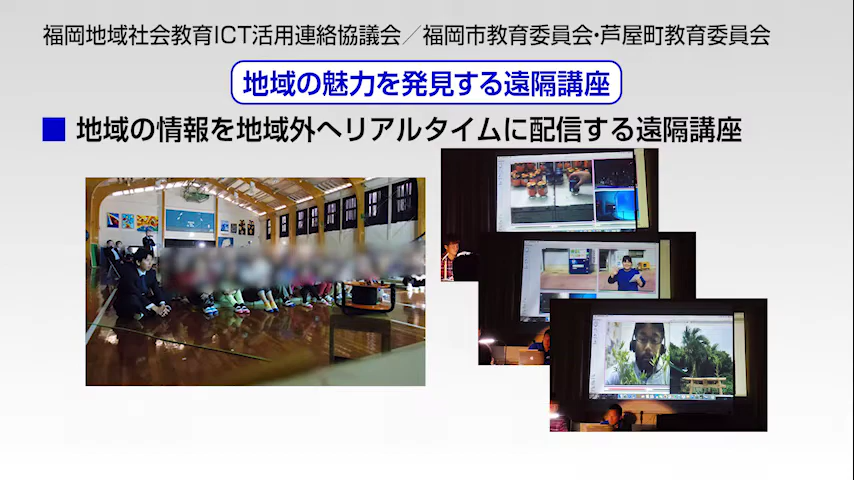 福岡地域社会教育ICT活用連絡協議会／福岡市教育委員会・芦屋町教育委員会
地域の魅力を発見する遠隔講座
■ 地域の情報を地域外へリアルタイムに配信する遠隔講座